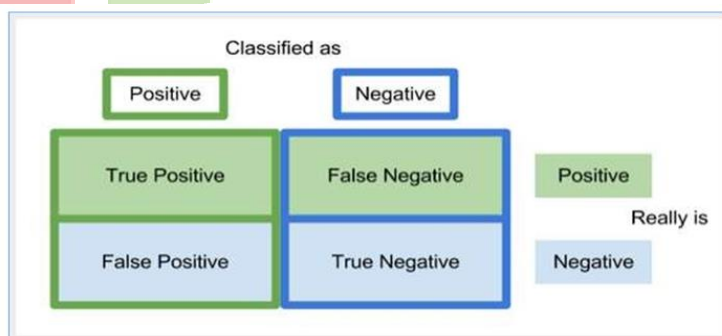 Classified as
Positive Negative
True Positive False Negative Positive
Really is
False Positive True Negative Negative